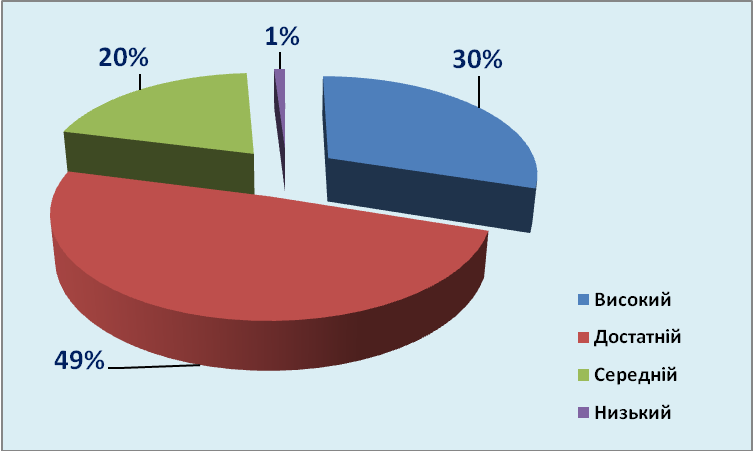 1%
20%
30%
49%
Високий
Достатній
Середній
Низький